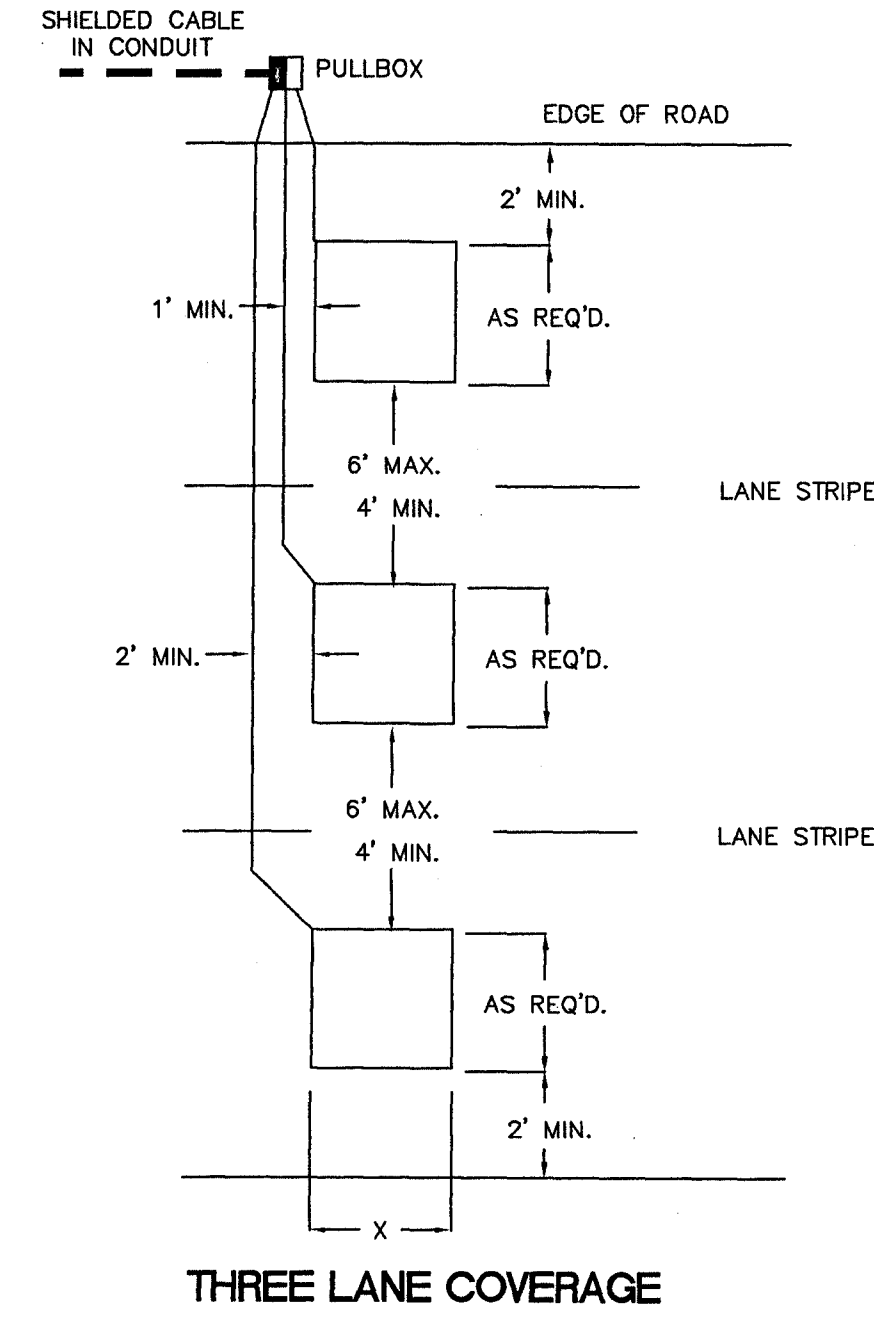 SHIELDED CABLE
IN CONDUIT
PULLBOX
EDGE OF ROAD
2' MIN.
1' MIN.
AS REQ'D.
6' MAX.
4' MIN.
LANE STRIPE
2' MIN.
AS REQ'D.
6' MAX.
4' MIN.
LANE STRIPE
AS REQ'D.
2' MIN.
X
THREE LANE COVERAGE